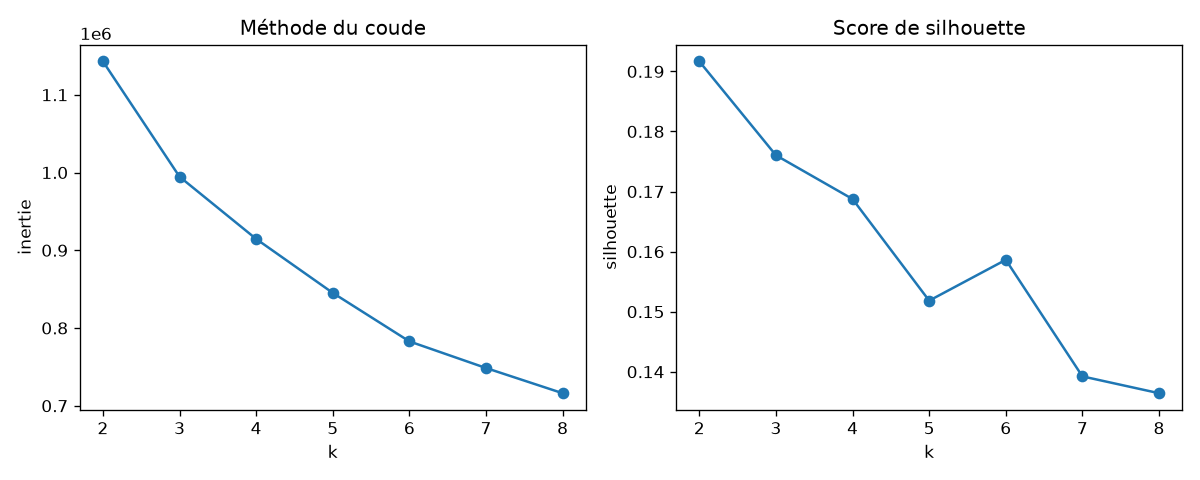 Méthode du coude
1e6
1.1
1.0
0.9
0.8
0.7
inertie
2 3 4 5 6 7 8
k
Score de silhouette
0.19
0.18
0.17
0.16
0.15
0.14
silhouette
2 3 4 5 6 7 8
k